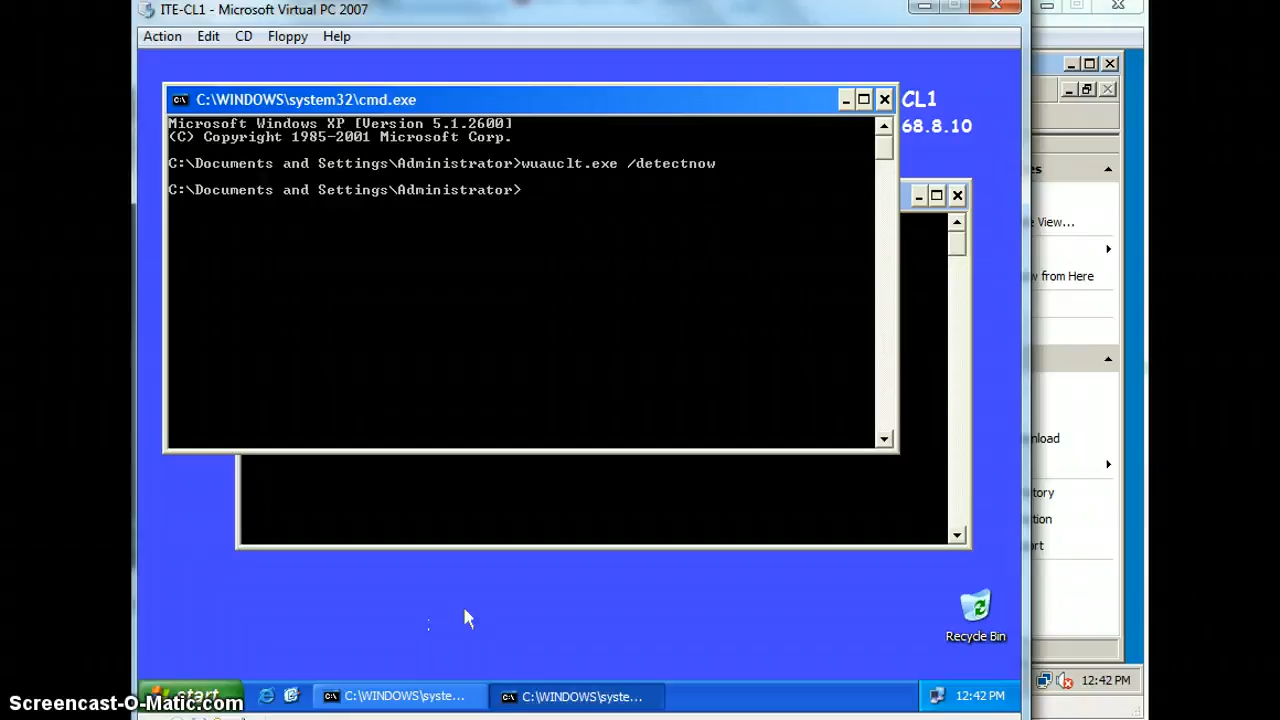 ITE-CL1 - Microsoft Virtual PC 2007
Action Edit CD Floppy Help
C:\WINDOWS\system32\cmd.exe
CL1
68.8.10
Microsoft Windows XP [Version 5.1.2600]
(C) Copyright 1985-2001 Microsoft Corp.
C:\Documents and Settings\Administrator>wuauclt.exe /detectnow
C:\Documents and Settings\Administrator>
es
e View...
w from Here
nload
tory
tion
ort
Recycle Bin
start
C:\WINDOWS\syste...
C:\WINDOWS\syste...
12:42 PM
12:42 PM
Screencast-O-Matic.com